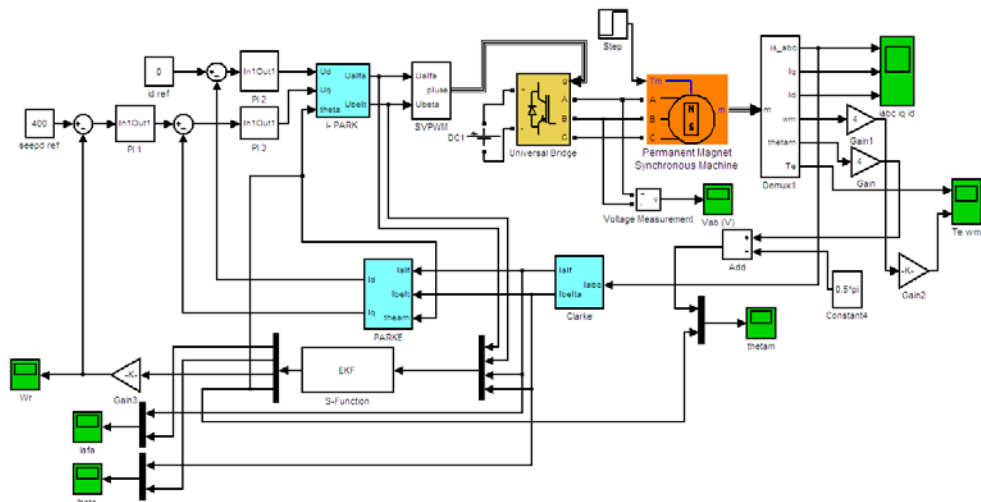 0
id ref
In1Out1
PI 2
Ud
Uq
theta
Ualfa
Ubelt
I- PARK
Ualfa
pluse
Ubeta
SVPWM
400
seepd ref
In1Out1
PI 1
In1Out1
PI 3
DC1
g
A
B
C
Universal Bridge
Step
Tm
A
B
C
m
Permanent Magnet
Synchronous Machine
m
is_abc
Iq
Id
wm
thetam
Te
Demux1
Iabc iq id
4
Gain1
4
Gain
Te wm
v
Voltage Measurement
Vab (V)
Add
0.5*pi
Constant4
-K-
Gain2
thetam
Ialf
Ibeta
Iabc
Clarke
Id
Iq
Ialf
Ibelt
theam
PARKE
EKF
S-Function
Wr
-K-
Gain3
Iafa